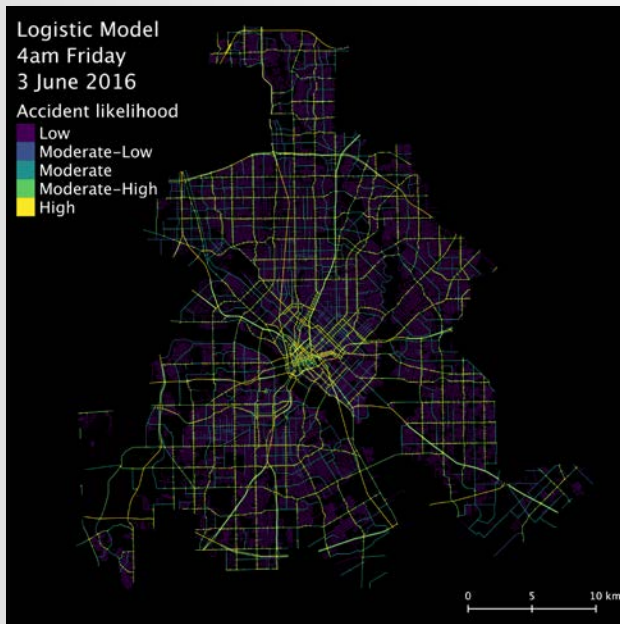 Logistic Model
4am Friday
3 June 2016
Accident likelihood
Low
Moderate-Low
Moderate
Moderate-High
High
0 5 10 km